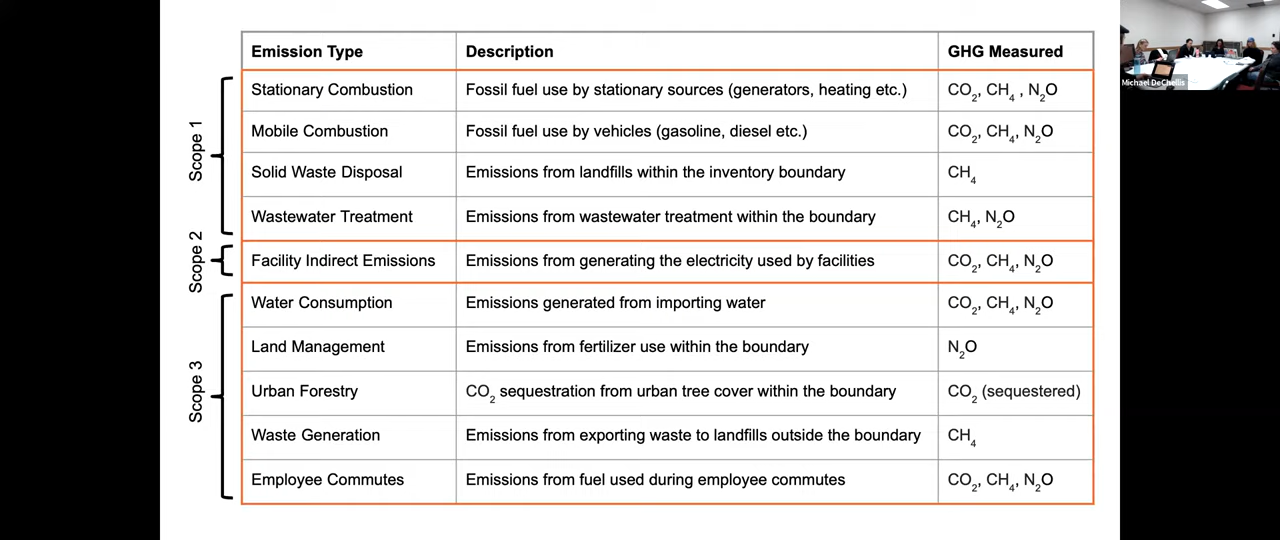 Emission Type Description GHG Measured
Stationary Combustion Fossil fuel use by stationary sources (generators, heating etc.) CO₂, CH₄ , N₂O
Mobile Combustion Fossil fuel use by vehicles (gasoline, diesel etc.) CO₂, CH₄, N₂O
Solid Waste Disposal Emissions from landfills within the inventory boundary CH₄
Wastewater Treatment Emissions from wastewater treatment within the boundary CH₄, N₂O
Scope 1
Facility Indirect Emissions Emissions from generating the electricity used by facilities CO₂, CH₄, N₂O
Scope 2
Water Consumption Emissions generated from importing water CO₂, CH₄, N₂O
Land Management Emissions from fertilizer use within the boundary N₂O
Urban Forestry CO₂ sequestration from urban tree cover within the boundary CO₂ (sequestered)
Waste Generation Emissions from exporting waste to landfills outside the boundary CH₄
Employee Commutes Emissions from fuel used during employee commutes CO₂, CH₄, N₂O
Scope 3
Michael DeChellis